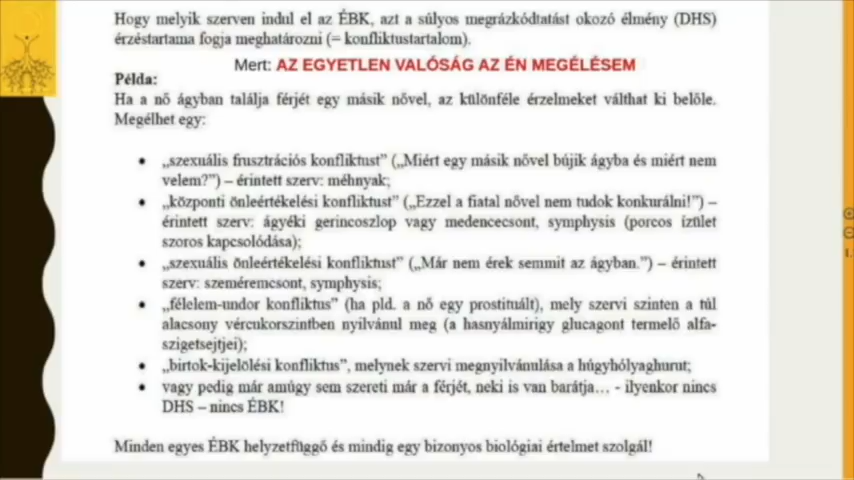 Hogy melyik szerven indul el az ÉBK, azt a súlyos megrázkódtatást okozó élmény (DHS)
érzéstartama fogja meghatározni (= konfliktustartalom).
Mert: AZ EGYETLEN VALÓSÁG AZ ÉN MEGÉLÉSEM
Példa:
Ha a nő ágyban találja férjét egy másik nővel, az különféle érzelmeket válthat ki belőle.
Megélhet egy:
• „szexuális frusztrációs konfliktust” („Miért egy másik nővel bújik ágyba és miért nem
velem?”) – érintett szerv: méhnyak;
• „központi önleértékelési konfliktust” („Ezzel a fiatal nővel nem tudok konkurálni!”) –
érintett szerv: ágyéki gerincoszlop vagy medencecsont, symphysis (porcos ízület
szoros kapcsolódása);
• „szexuális önleértékelési konfliktust” („Már nem érek semmit az ágyban.”) – érintett
szerv: szeméremcsont, symphysis;
• „félelem-undor konfliktus” (ha pld. a nő egy prostituált), mely szervi szinten a túl
alacsony vércukorszintben nyilvánul meg (a hasnyálmirigy glucagont termelő alfa-
szigetsejtjei);
• „birtok-kijelölési konfliktus”, melynek szervi megnyilvánulása a húgyhólyaghurut;
• vagy pedig már amúgy sem szereti már a férjét, neki is van barátja… - ilyenkor nincs
DHS – nincs ÉBK!
Minden egyes ÉBK helyzetfüggő és mindig egy bizonyos biológiai értelmet szolgál!